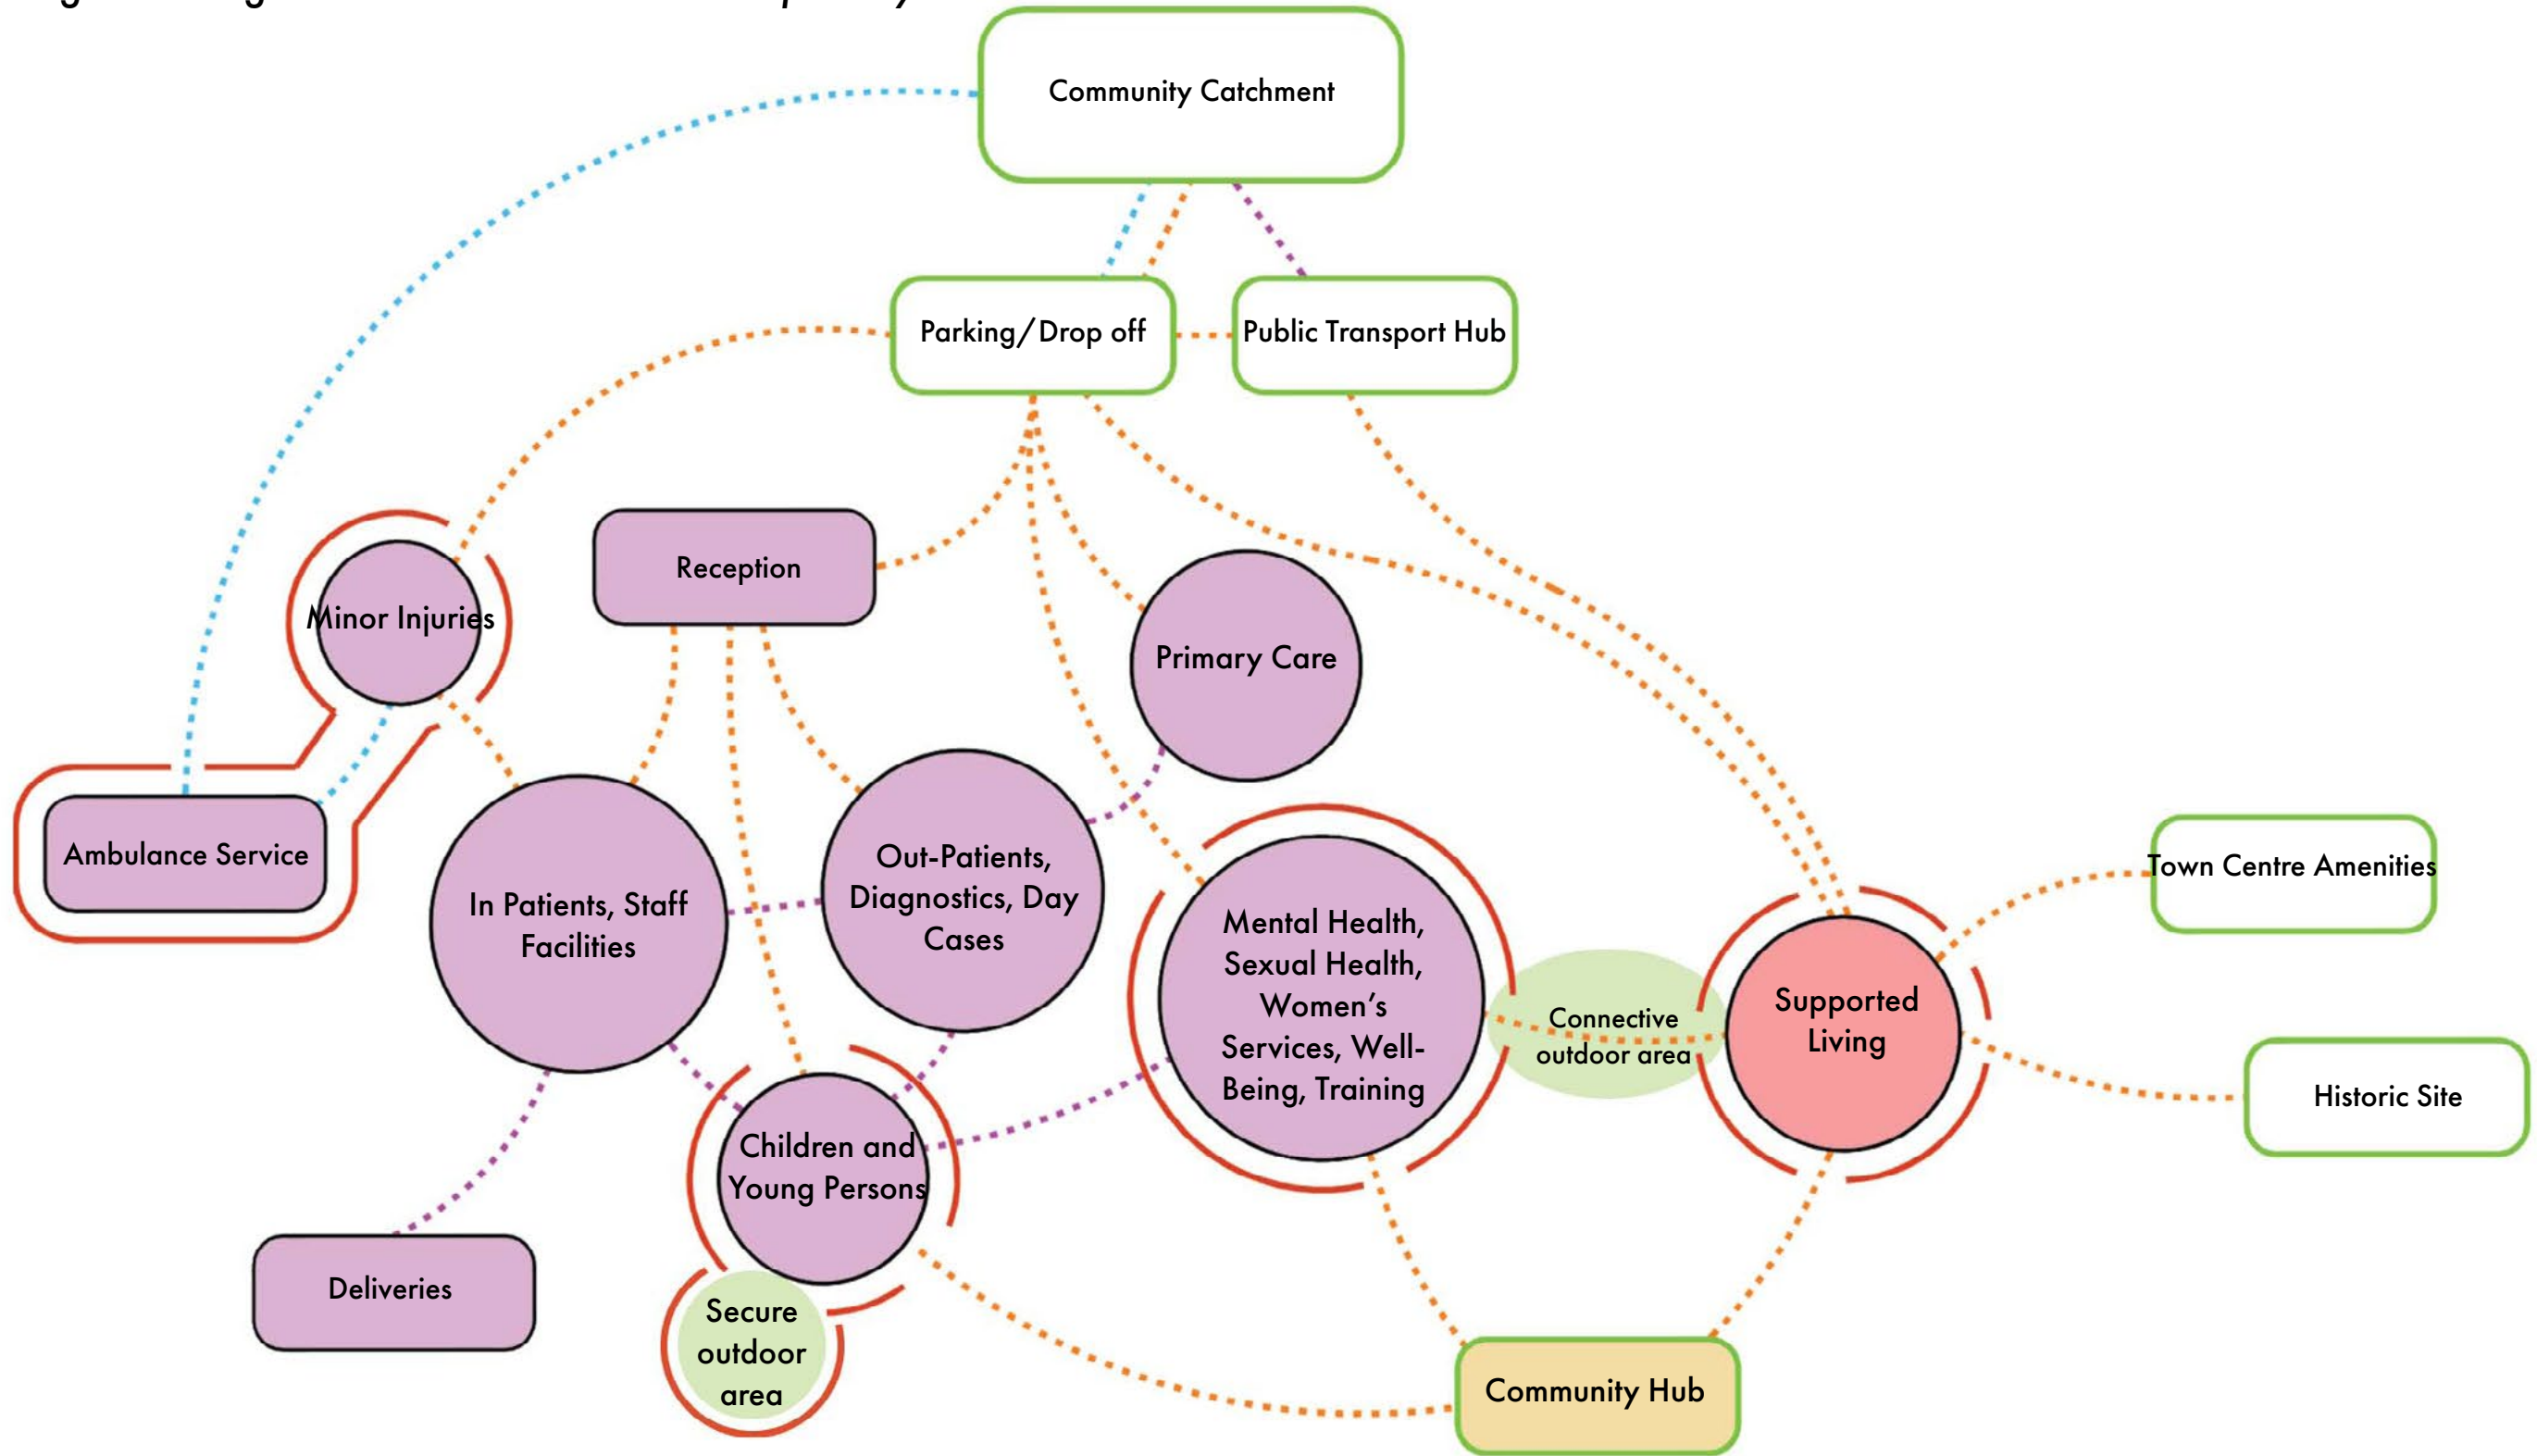 Community Catchment
Parking/Drop off
Public Transport Hub
Reception
Minor Injuries
Primary Care
Ambulance Service
In Patients, Staff
Facilities
Out-Patients,
Diagnostics, Day
Cases
Mental Health,
Sexual Health,
Women’s
Services, Well-
Being, Training
Connective
outdoor area
Supported
Living
Town Centre Amenities
Historic Site
Children and
Young Persons
Deliveries
Secure
outdoor
area
Community Hub